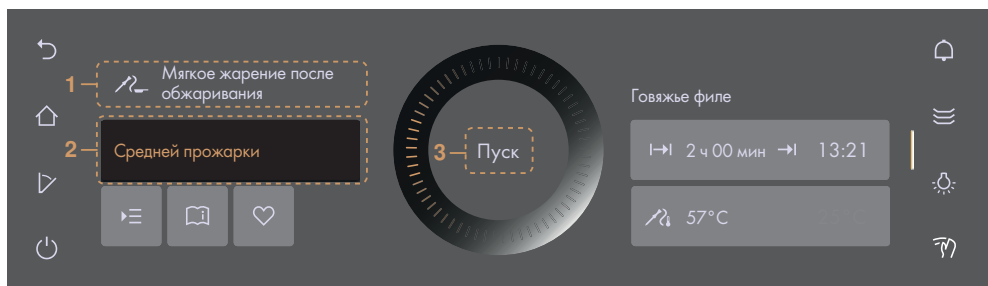 1
Мягкое жарение после
обжаривания
2
Средней прожарки
3
Пуск
Говяжье филе
2 ч 00 мин 13:21
57°C